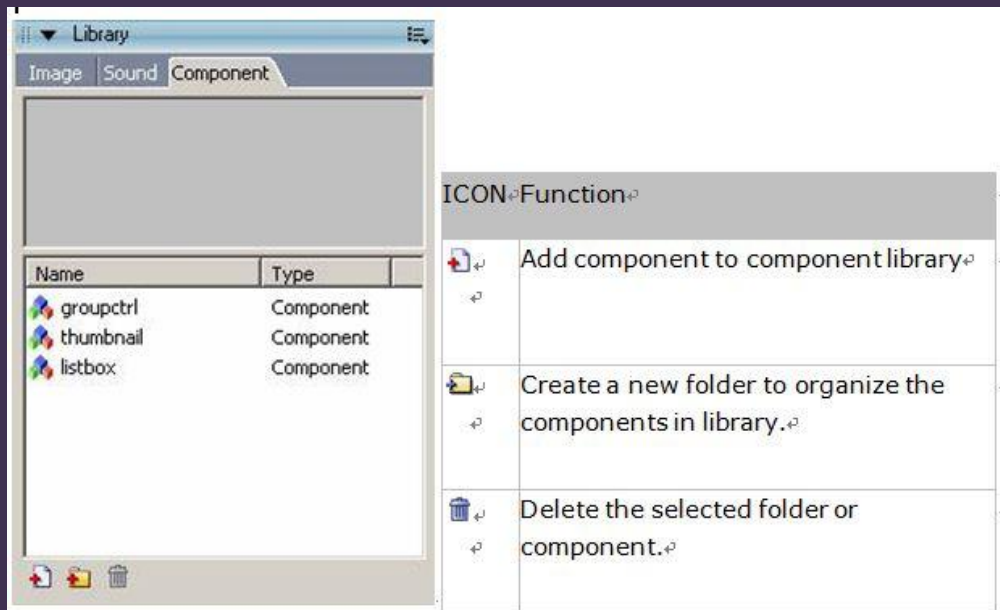 Library
Image Sound Component
Name Type
groupctrl Component
thumbnail Component
listbox Component
ICON Function
Add component to component library
Create a new folder to organize the
components in library.
Delete the selected folder or
component.